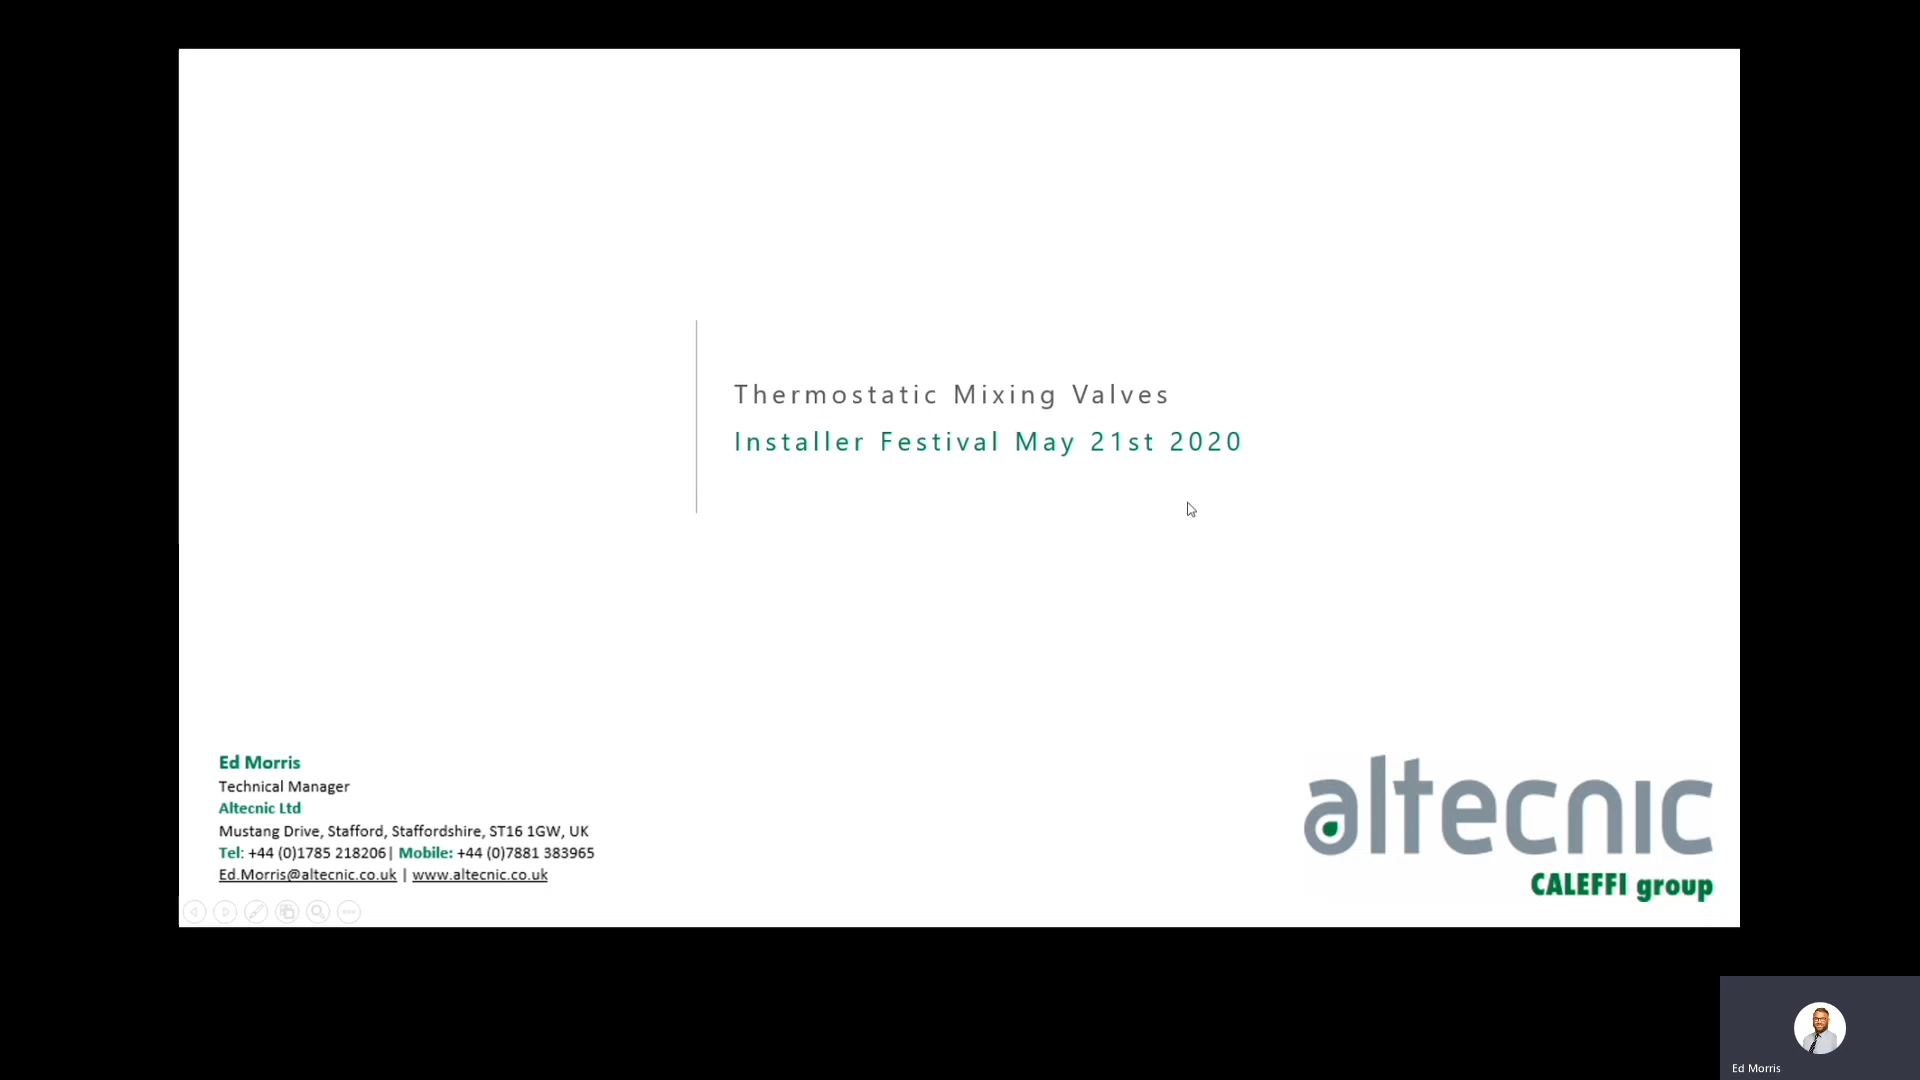 Thermostatic Mixing Valves
Installer Festival May 21st 2020
Ed Morris
Technical Manager
Altecnic Ltd
Mustang Drive, Stafford, Staffordshire, ST16 1GW, UK
Tel: +44 (0)1785 218206| Mobile: +44 (0)7881 383965
Ed.Morris@altecnic.co.uk | www.altecnic.co.uk
altecnic
CALEFFI group
Ed Morris